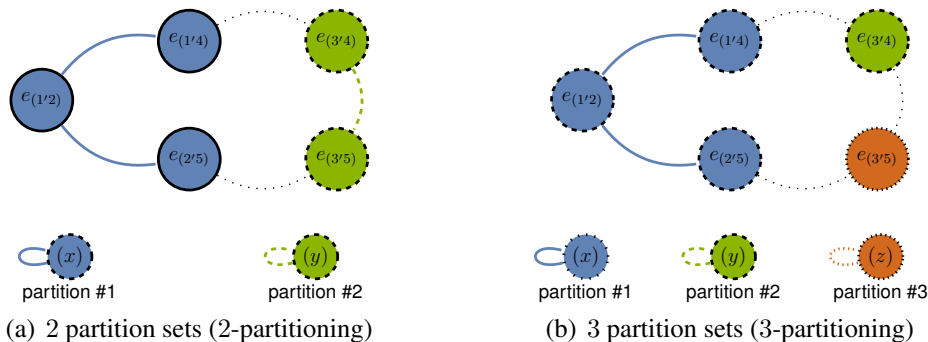 e(1′4) e(3′4) e(1′4) e(3′4)
e(1′2) e(1′2)
e(2′5) e(3′5) e(2′5) e(3′5)
(x) (y) (x) (y) (z)
partition #1 partition #2 partition #1 partition #2 partition #3
(a) 2 partition sets (2-partitioning) (b) 3 partition sets (3-partitioning)